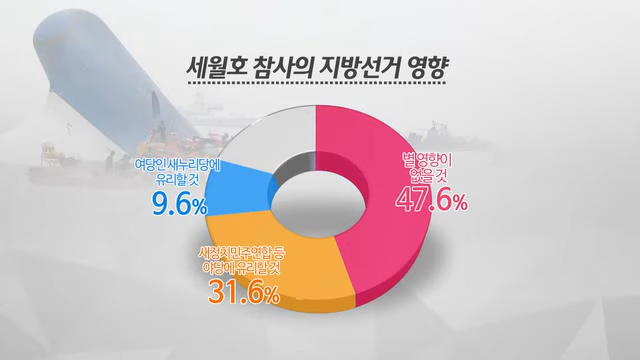 세월호 참사의 지방선거 영향
별 영향이
없을 것
47.6%
여당인 새누리당에
유리할 것
9.6%
새정치민주연합 등
야당에 유리할 것
31.6%